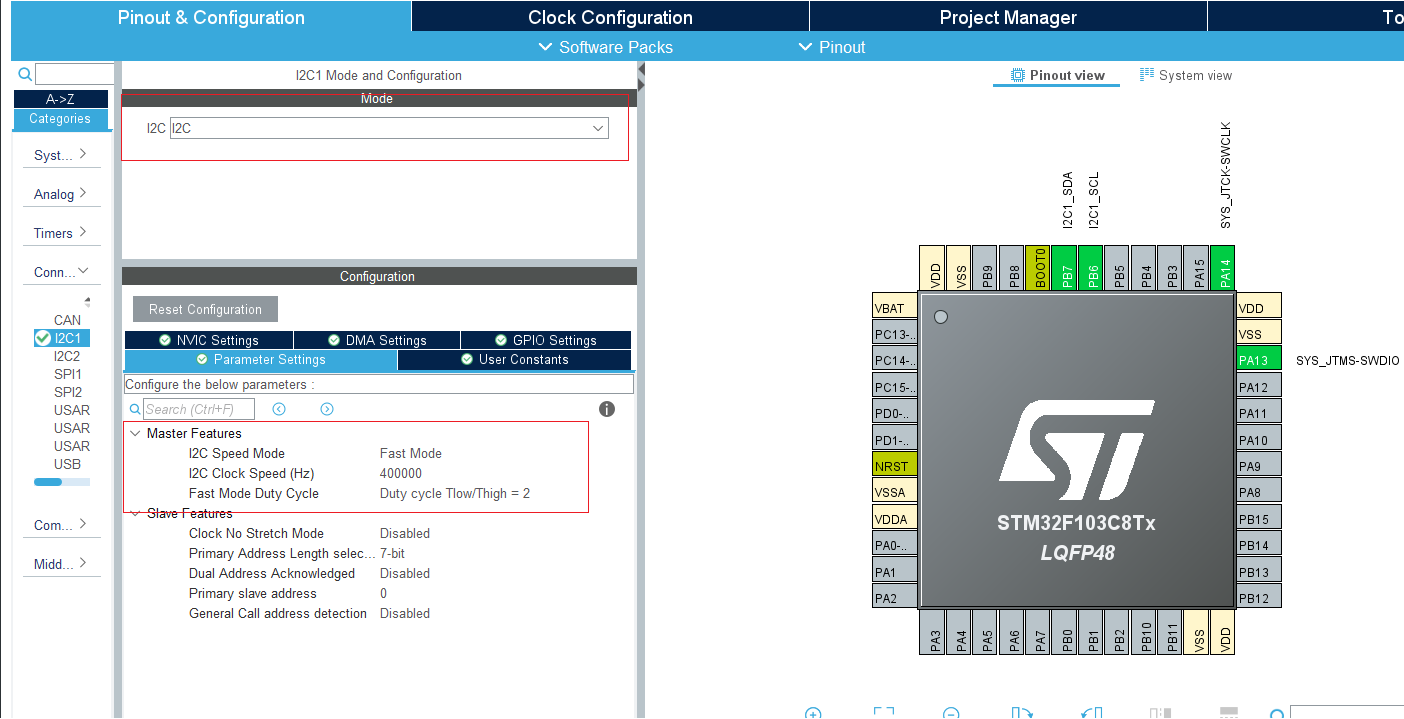 Pinout & Configuration
Clock Configuration
Project Manager
To
Software Packs
Pinout
A->Z
Categories
Syst...
Analog
Timers
Conn...
CAN
I2C1
I2C2
SPI1
SPI2
USAR
USAR
USAR
USB
Com...
Midd...
I2C1 Mode and Configuration
Mode
I2C I2C
Configuration
Reset Configuration
NVIC Settings
DMA Settings
GPIO Settings
Parameter Settings
User Constants
Configure the below parameters :
Search (Ctrl+F)
Master Features
I2C Speed Mode Fast Mode
I2C Clock Speed (Hz) 400000
Fast Mode Duty Cycle Duty cycle Tlow/Thigh = 2
Slave Features
Clock No Stretch Mode Disabled
Primary Address Length selec... 7-bit
Dual Address Acknowledged Disabled
Primary slave address 0
General Call address detection Disabled
Pinout view
System view
I2C1_SDA
I2C1_SCL
SYS_JTCK-SWCLK
VDD
VSS
PB9
PB8
BOOT0
PB7
PB6
PB5
PB4
PB3
PA15
PA14
VBAT
PC13-..
PC14-..
PC15-..
PD0-..
PD1-..
NRST
VSSA
VDDA
PA0-..
PA1
PA2
ST
STM32F103C8Tx
LQFP48
VDD
VSS
PA13 SYS_JTMS-SWDIO
PA12
PA11
PA10
PA9
PA8
PB15
PB14
PB13
PB12
PA3
PA4
PA5
PA6
PA7
PB0
PB1
PB2
PB10
PB11
VSS
VDD